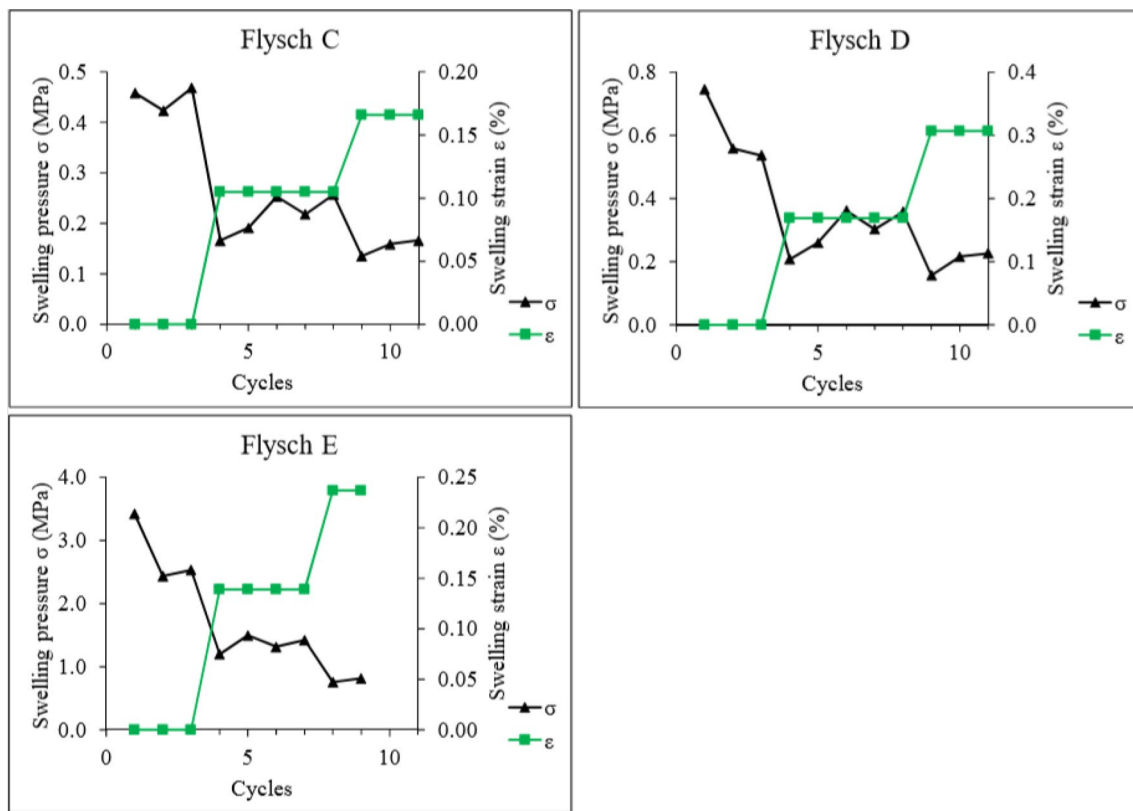 Flysch C
Swelling pressure σ (MPa)
0.5
0.4
0.3
0.2
0.1
0.0
0.20
0.15
0.10
0.05
0.00
Swelling strain ε (%)
0
5
10
Cycles
σ
ε
Flysch D
Swelling pressure σ (MPa)
0.8
0.6
0.4
0.2
0.0
0.4
0.3
0.2
0.1
0.0
Swelling strain ε (%)
0
5
10
Cycles
σ
ε
Flysch E
Swelling pressure σ (MPa)
4.0
3.0
2.0
1.0
0.0
0.25
0.20
0.15
0.10
0.05
0.00
Swelling strain ε (%)
0
5
10
Cycles
σ
ε